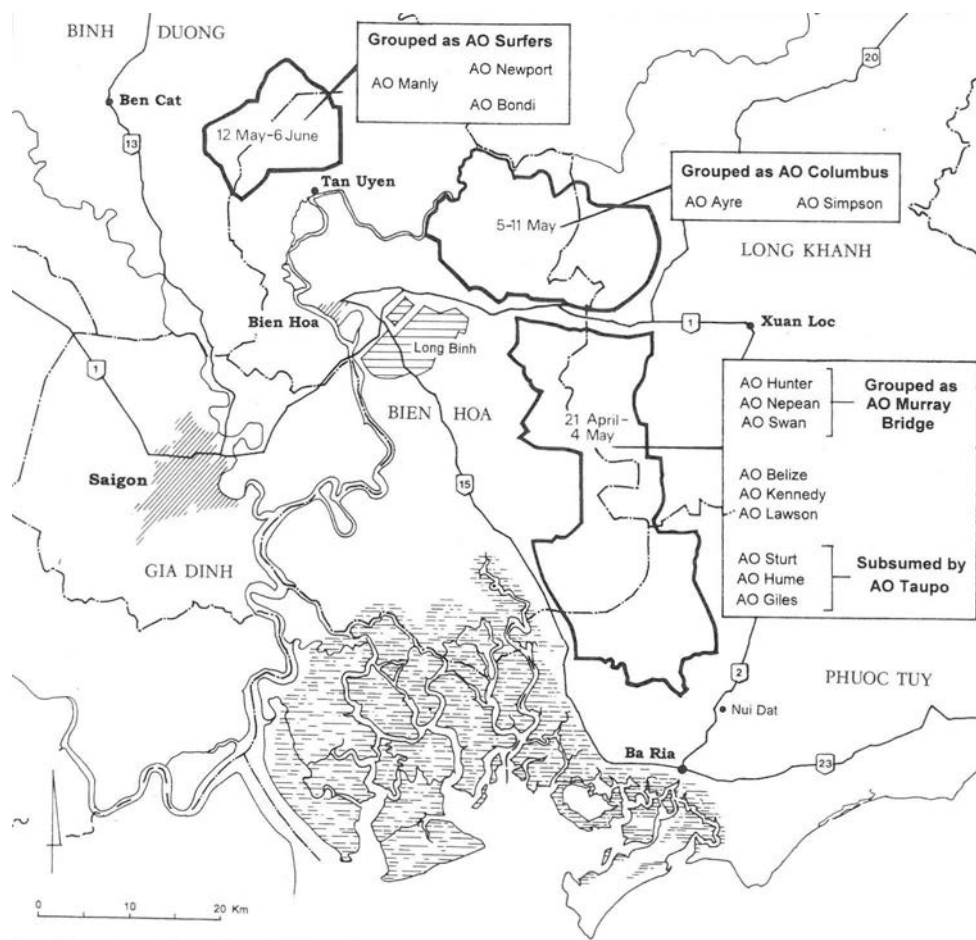 BINH DUONG
Grouped as AO Surfers
AO Newport
AO Manly
AO Bondi
20
Ben Cat
13
12 May–6 June
Tan Uyen
Grouped as AO Columbus
AO Ayre AO Simpson
5–11 May
LONG KHANH
Bien Hoa
1
Xuan Loc
Long Binh
1
BIEN HOA
21 April–
4 May
AO Hunter
AO Nepean
AO Swan
Grouped as
AO Murray
Bridge
AO Belize
AO Kennedy
AO Lawson
AO Sturt
AO Hume
AO Giles
Subsumed by
AO Taupo
Saigon
15
GIA DINH
2
PHUOC TUY
Nui Dat
Ba Ria
23
0 10 20 Km